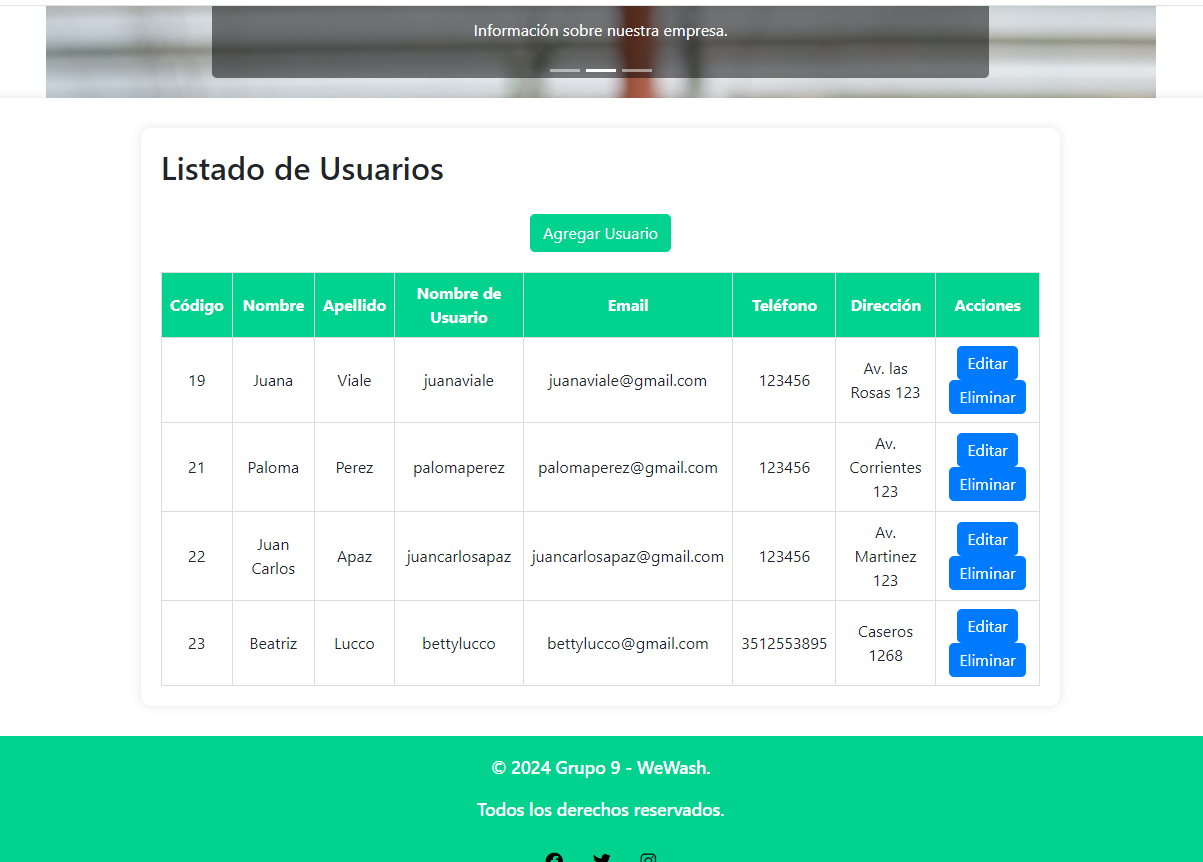 Información sobre nuestra empresa.
Listado de Usuarios
Agregar Usuario
Código Nombre Apellido Nombre de Usuario Email Teléfono Dirección Acciones
19 Juana Viale juanaviale juanaviale@gmail.com 123456 Av. las Rosas 123 Editar Eliminar
21 Paloma Perez palomaperez palomaperez@gmail.com 123456 Av. Corrientes 123 Editar Eliminar
22 Juan Carlos Apaz juancarlosapaz juancarlosapaz@gmail.com 123456 Av. Martinez 123 Editar Eliminar
23 Beatriz Lucco bettylucco bettylucco@gmail.com 3512553895 Caseros 1268 Editar Eliminar
© 2024 Grupo 9 - WeWash.
Todos los derechos reservados.